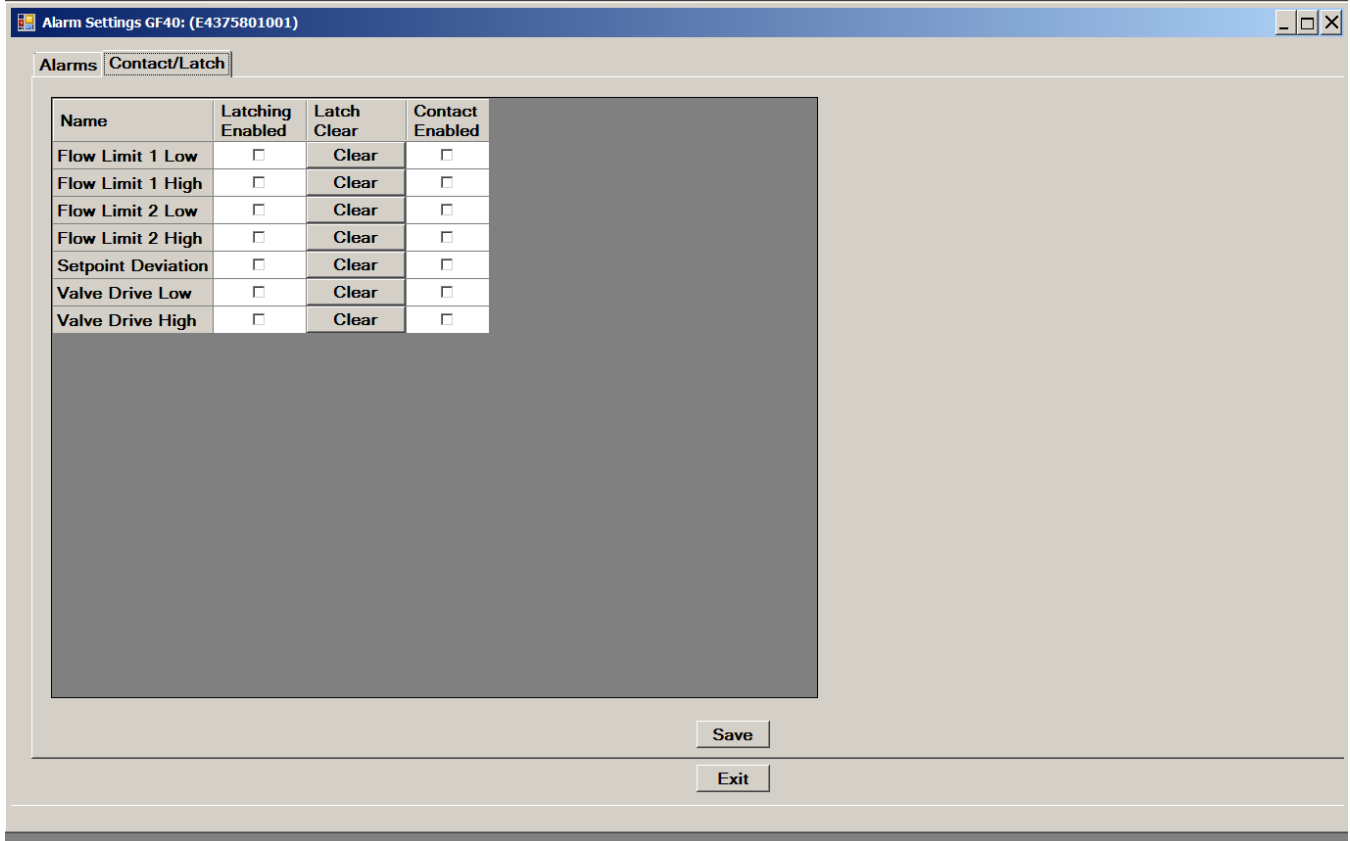 Alarm Settings GF40: (E4375801001)
Alarms Contact/Latch
Name Latching Enabled Latch Clear Contact Enabled
Flow Limit 1 Low Clear
Flow Limit 1 High Clear
Flow Limit 2 Low Clear
Flow Limit 2 High Clear
Setpoint Deviation Clear
Valve Drive Low Clear
Valve Drive High Clear
Save
Exit